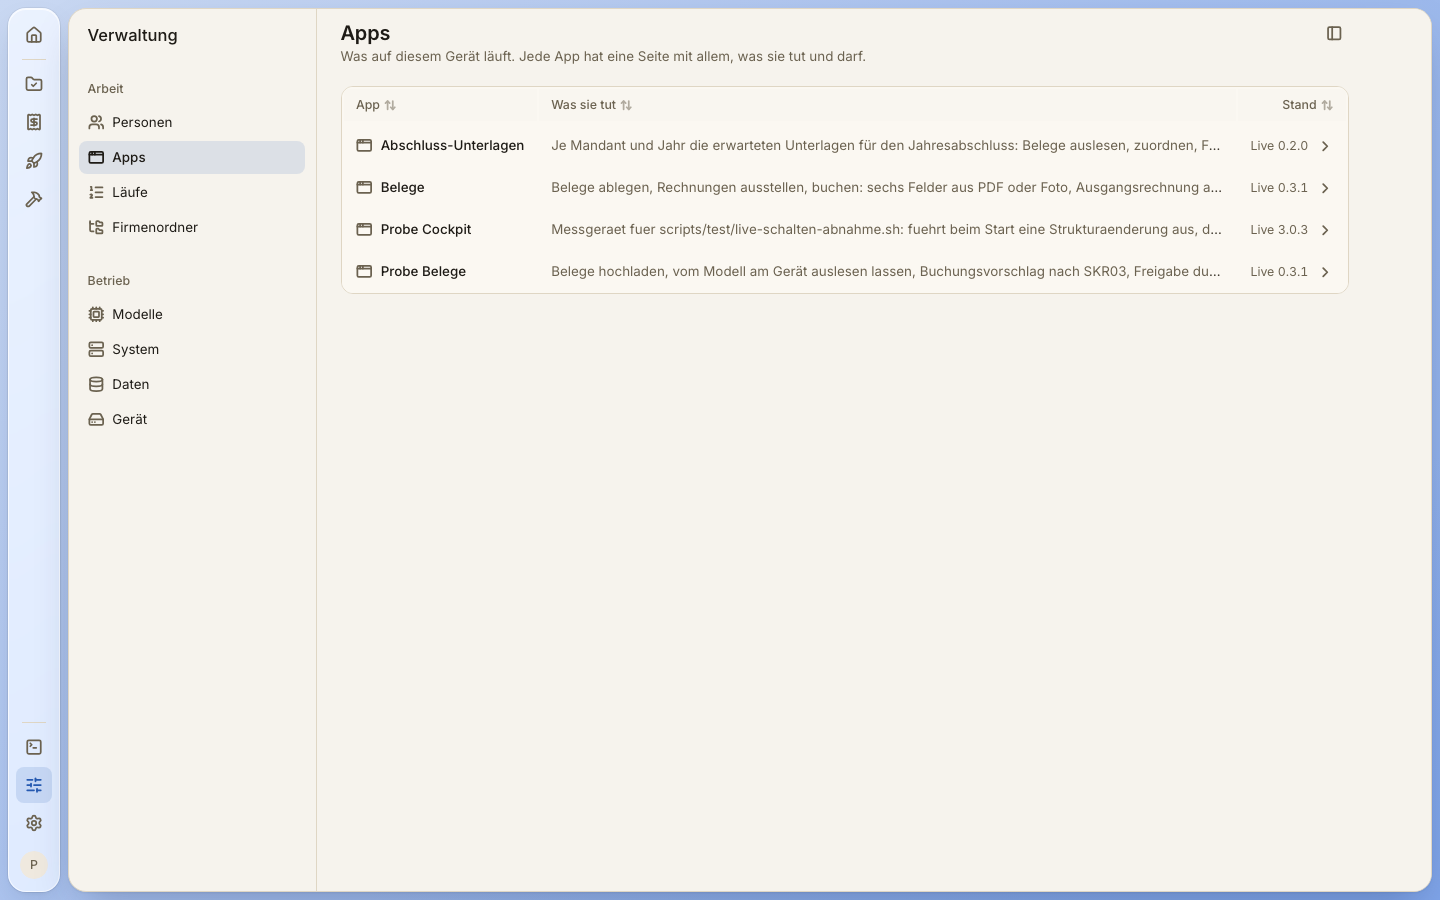 Verwaltung
Arbeit
Personen
Apps
Läufe
Firmenordner
Betrieb
Modelle
System
Daten
Gerät
P
Apps
Was auf diesem Gerät läuft. Jede App hat eine Seite mit allem, was sie tut und darf.
App Was sie tut Stand
Abschluss-Unterlagen Je Mandant und Jahr die erwarteten Unterlagen für den Jahresabschluss: Belege auslesen, zuordnen, F... Live 0.2.0
Belege Belege ablegen, Rechnungen ausstellen, buchen: sechs Felder aus PDF oder Foto, Ausgangsrechnung a... Live 0.3.1
Probe Cockpit Messgeraet fuer scripts/test/live-schalten-abnahme.sh: fuehrt beim Start eine Strukturaenderung aus, d... Live 3.0.3
Probe Belege Belege hochladen, vom Modell am Gerät auslesen lassen, Buchungsvorschlag nach SKR03, Freigabe du... Live 0.3.1